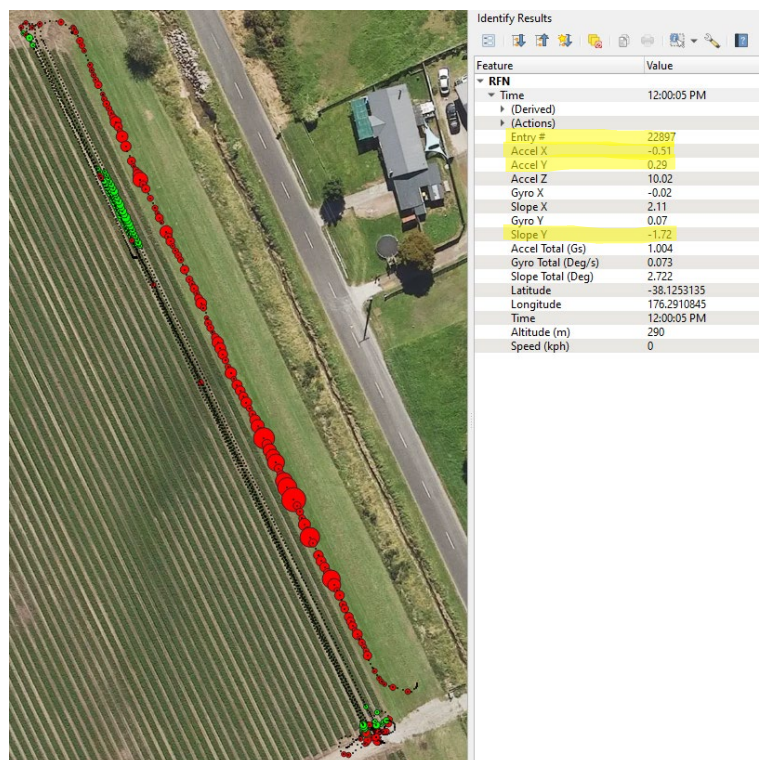 Identify Results
Feature Value
RFN
Time 12:00:05 PM
(Derived)
(Actions)
Entry # 22897
Accel X -0.51
Accel Y 0.29
Accel Z 10.02
Gyro X -0.02
Slope X 2.11
Gyro Y 0.07
Slope Y -1.72
Accel Total (Gs) 1.004
Gyro Total (Deg/s) 0.073
Slope Total (Deg) 2.722
Latitude -38.1253135
Longitude 176.2910845
Time 12:00:05 PM
Altitude (m) 290
Speed (kph) 0